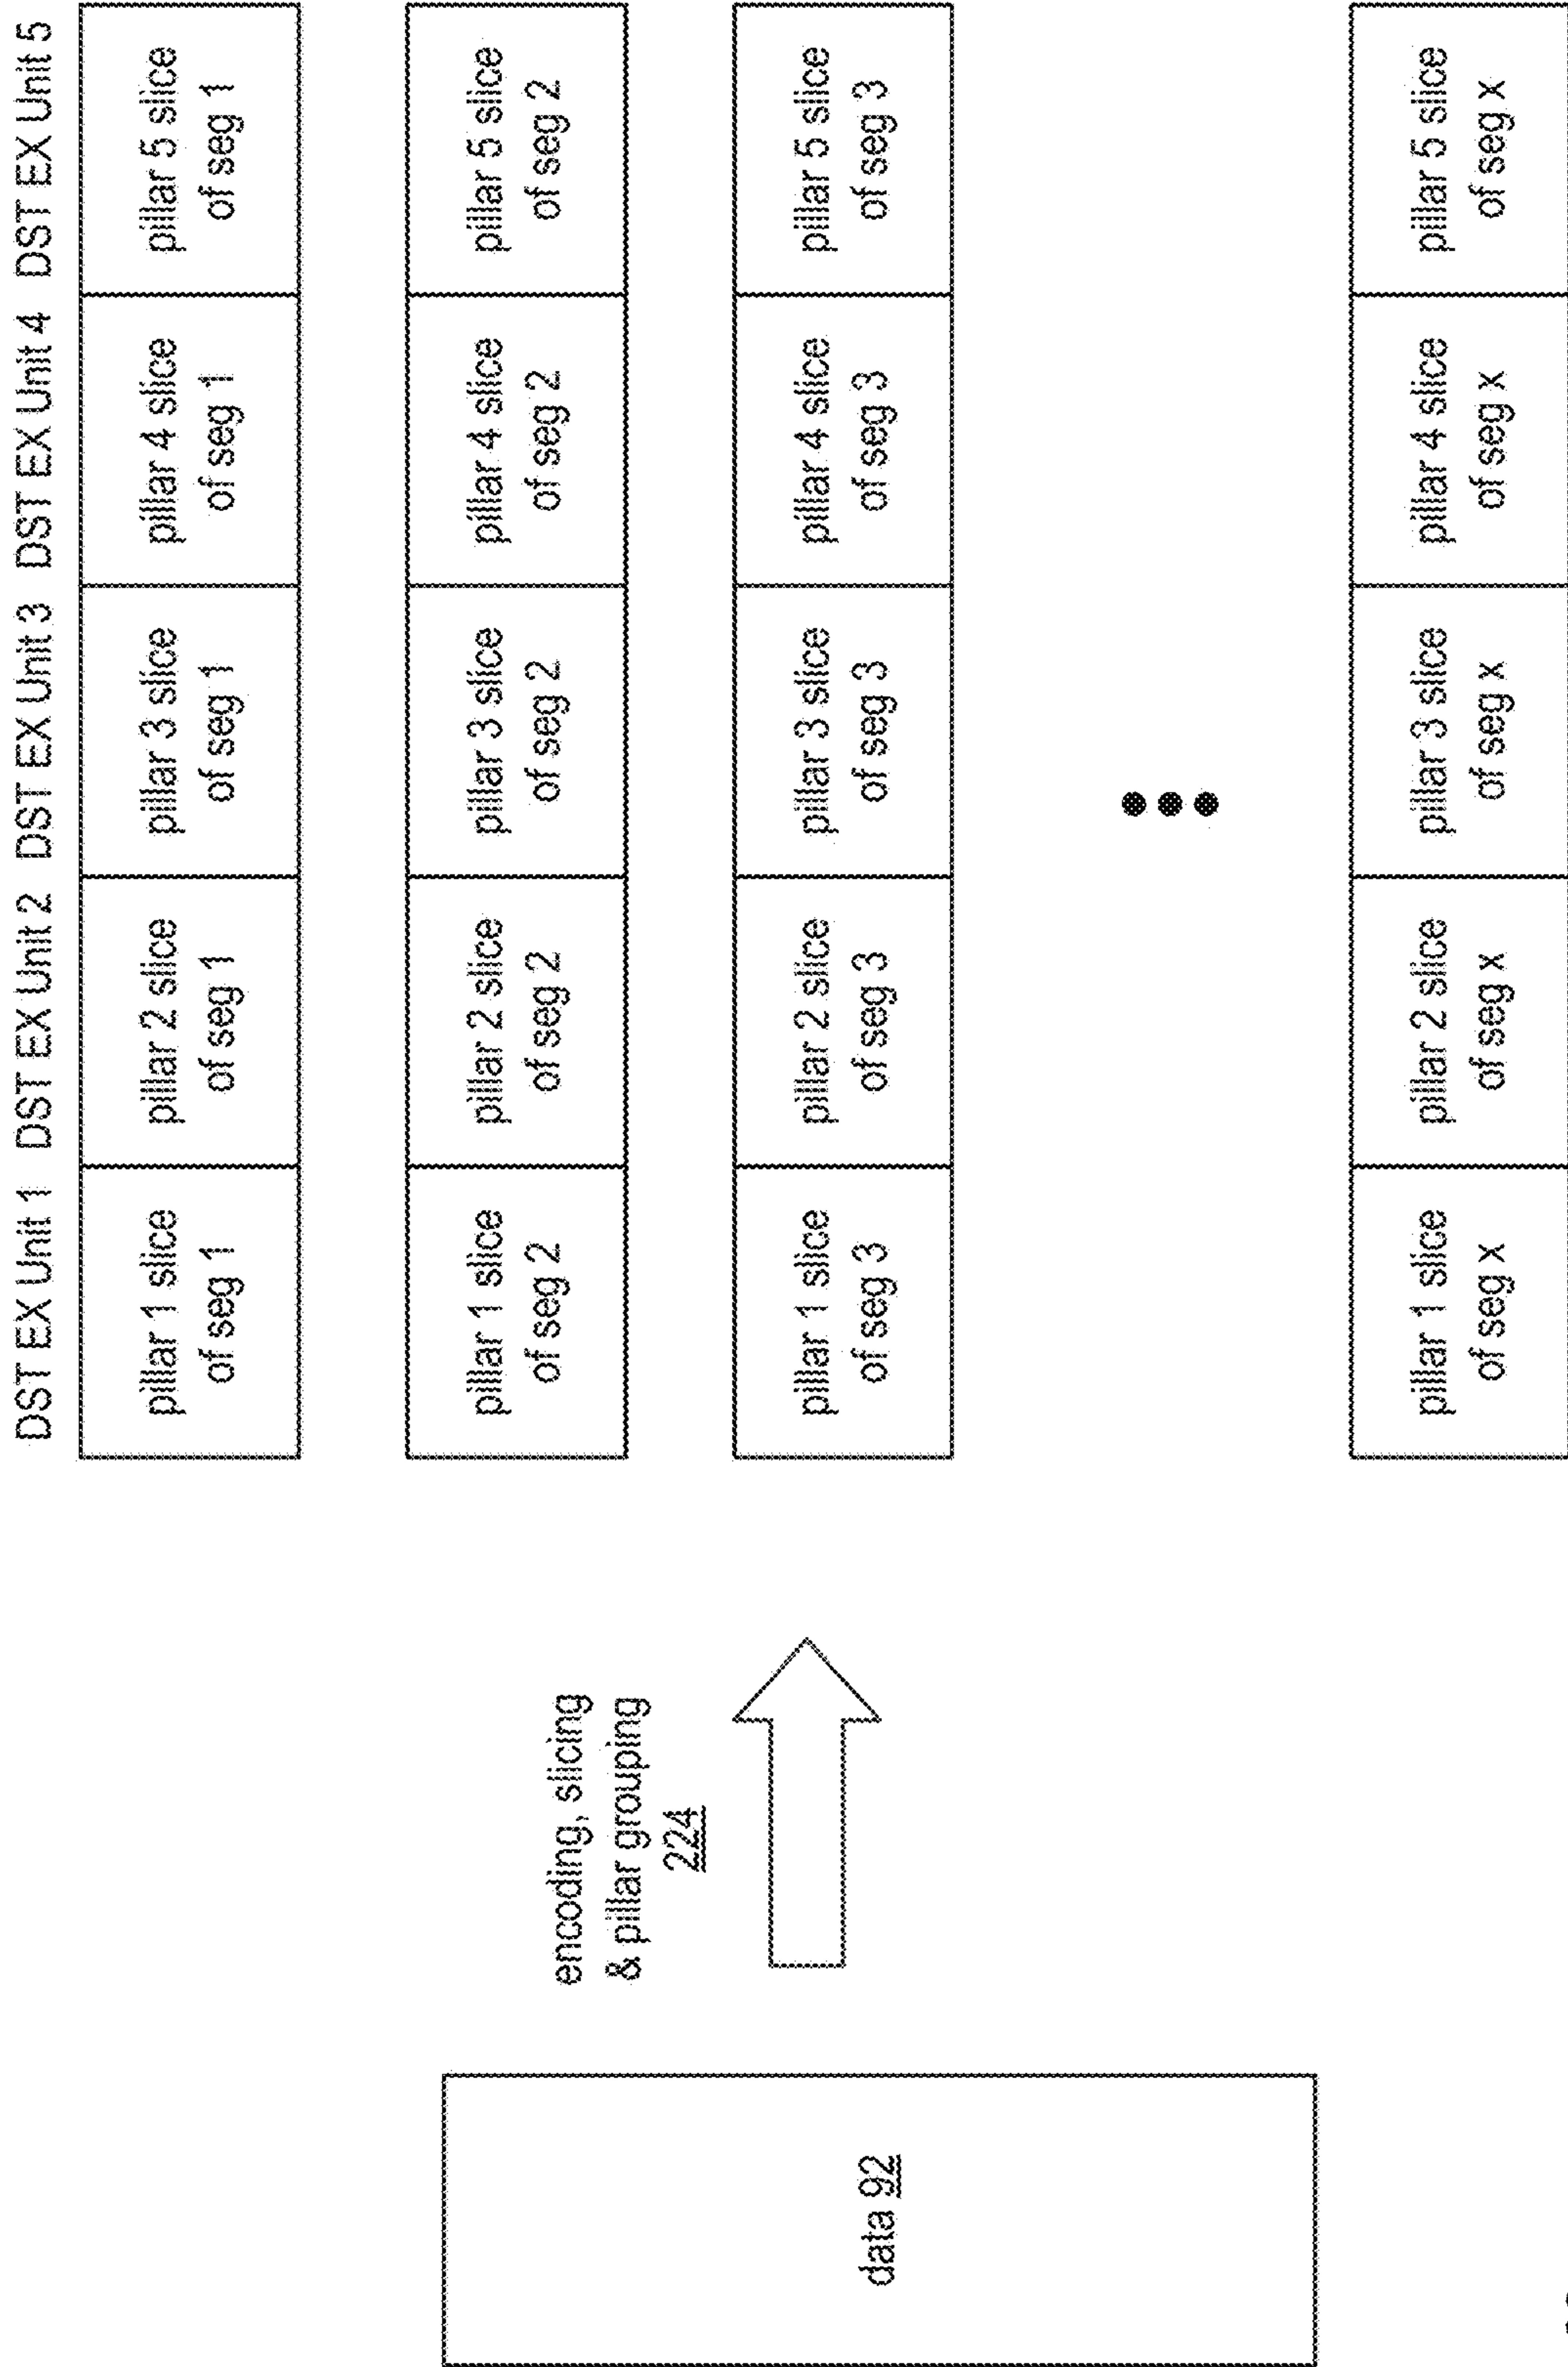 DST EX Unit 1 DST EX Unit 2 DST EX Unit 3 DST EX Unit 4 DST EX Unit 5
pillar 1 slice
of seg 1
pillar 2 slice
of seg 1
pillar 3 slice
of seg 1
pillar 4 slice
of seg 1
pillar 5 slice
of seg 1
pillar 1 slice
of seg 2
pillar 2 slice
of seg 2
pillar 3 slice
of seg 2
pillar 4 slice
of seg 2
pillar 5 slice
of seg 2
encoding, slicing
& pillar grouping
224
pillar 1 slice
of seg 3
pillar 2 slice
of seg 3
pillar 3 slice
of seg 3
pillar 4 slice
of seg 3
pillar 5 slice
of seg 3
data 92
pillar 1 slice
of seg x
pillar 2 slice
of seg x
pillar 3 slice
of seg x
pillar 4 slice
of seg x
pillar 5 slice
of seg x